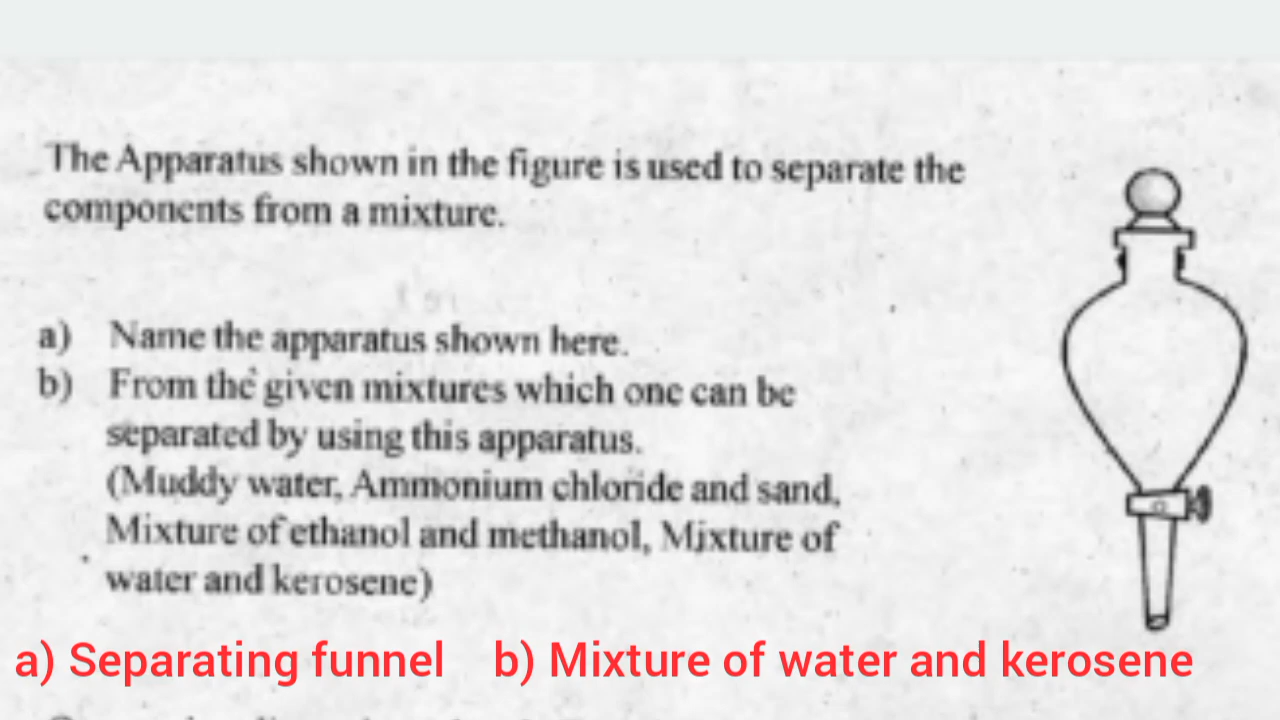 The Apparatus shown in the figure is used to separate the
components from a mixture.
a) Name the apparatus shown here.
b) From the given mixtures which one can be
separated by using this apparatus.
(Muddy water, Ammonium chloride and sand,
Mixture of ethanol and methanol, Mixture of
water and kerosene)
a) Separating funnel b) Mixture of water and kerosene